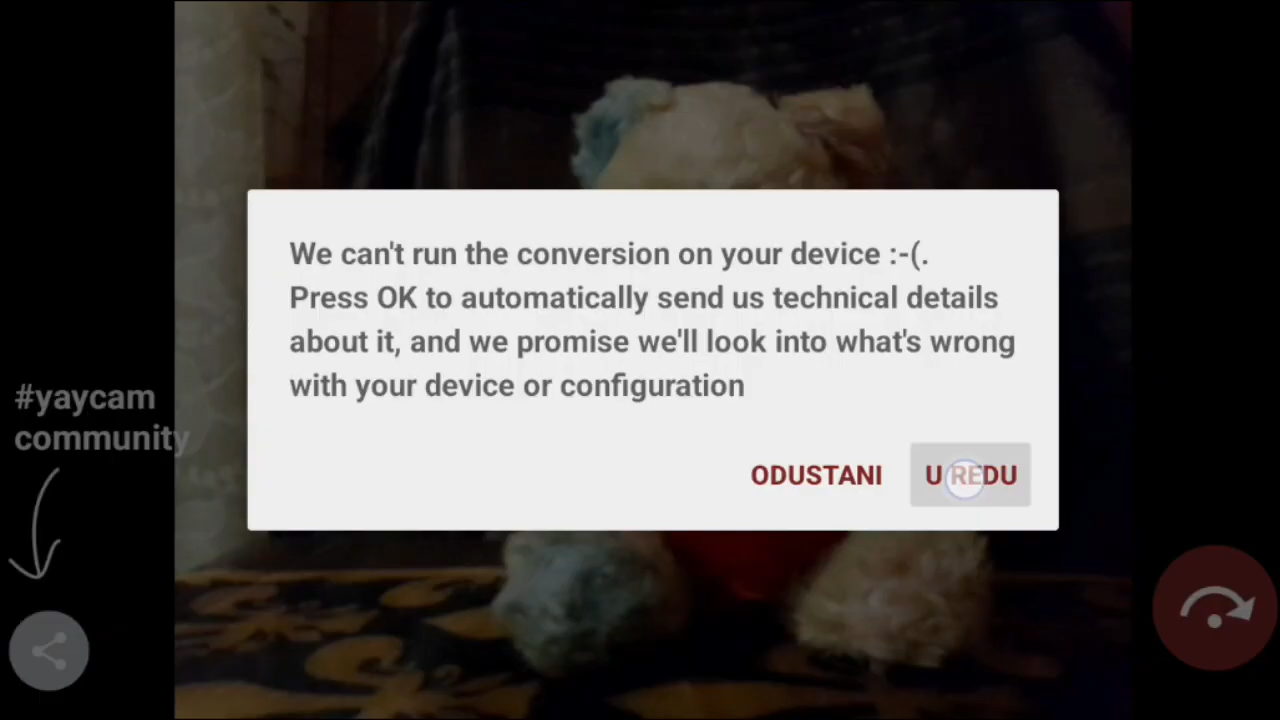 We can't run the conversion on your device :-(.
Press OK to automatically send us technical details
about it, and we promise we'll look into what's wrong
with your device or configuration
ODUSTANI U REDU
#yaycam
community